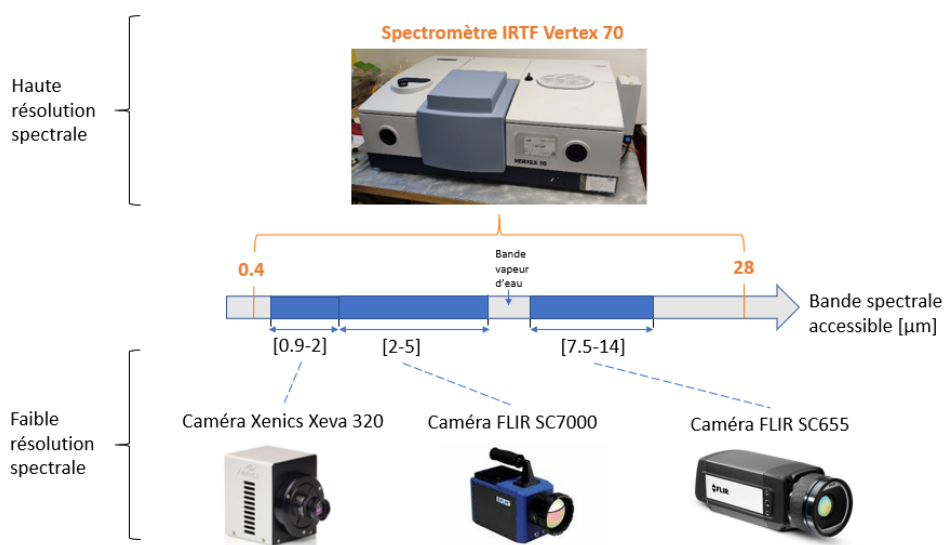 Spectromètre IRTF Vertex 70
Haute
résolution
spectrale
VERTEX 70
Bande
vapeur
d'eau
0.4
28
Bande spectrale
accessible [µm]
[0.9-2]
[2-5]
[7.5-14]
Faible
résolution
spectrale
Caméra Xenics Xeva 320
Caméra FLIR SC7000
Caméra FLIR SC655
Xenics
FLIR
FLIR